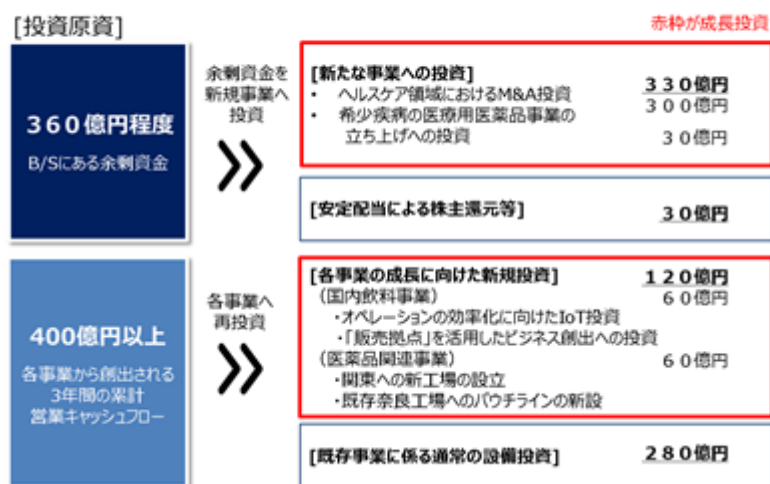 [投資原資]
赤枠が成長投資
360億円程度
B/Sにある余剰資金
余剰資金を
新規事業へ
投資
[新たな事業への投資] 330億円
・ ヘルスケア領域におけるM&A投資 300億円
・ 希少疾病の医療用医薬品事業の
立ち上げへの投資 30億円
[安定配当による株主還元等] 30億円
400億円以上
各事業から創出される
3年間の累計
営業キャッシュフロー
各事業へ
再投資
[各事業の成長に向けた新規投資] 120億円
(国内飲料事業) 60億円
・オペレーションの効率化に向けたIoT投資
・「販売拠点」を活用したビジネス創出への投資
(医薬品関連事業) 60億円
・関東への新工場の設立
・既存奈良工場へのパウチラインの新設
[既存事業に係る通常の設備投資] 280億円